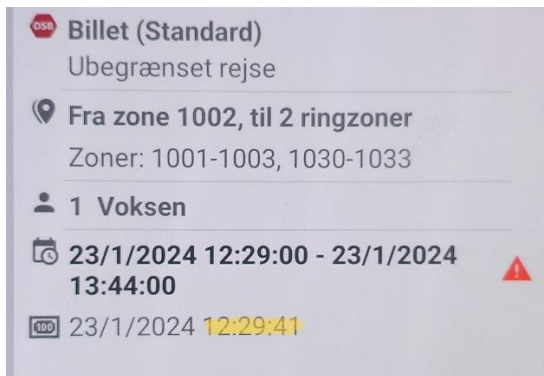 DSB
Billet (Standard)
Ubegrænset rejse
Fra zone 1002, til 2 ringzoner
Zoner: 1001-1003, 1030-1033
1 Voksen
23/1/2024 12:29:00 - 23/1/2024
13:44:00
100 23/1/2024 12:29:41